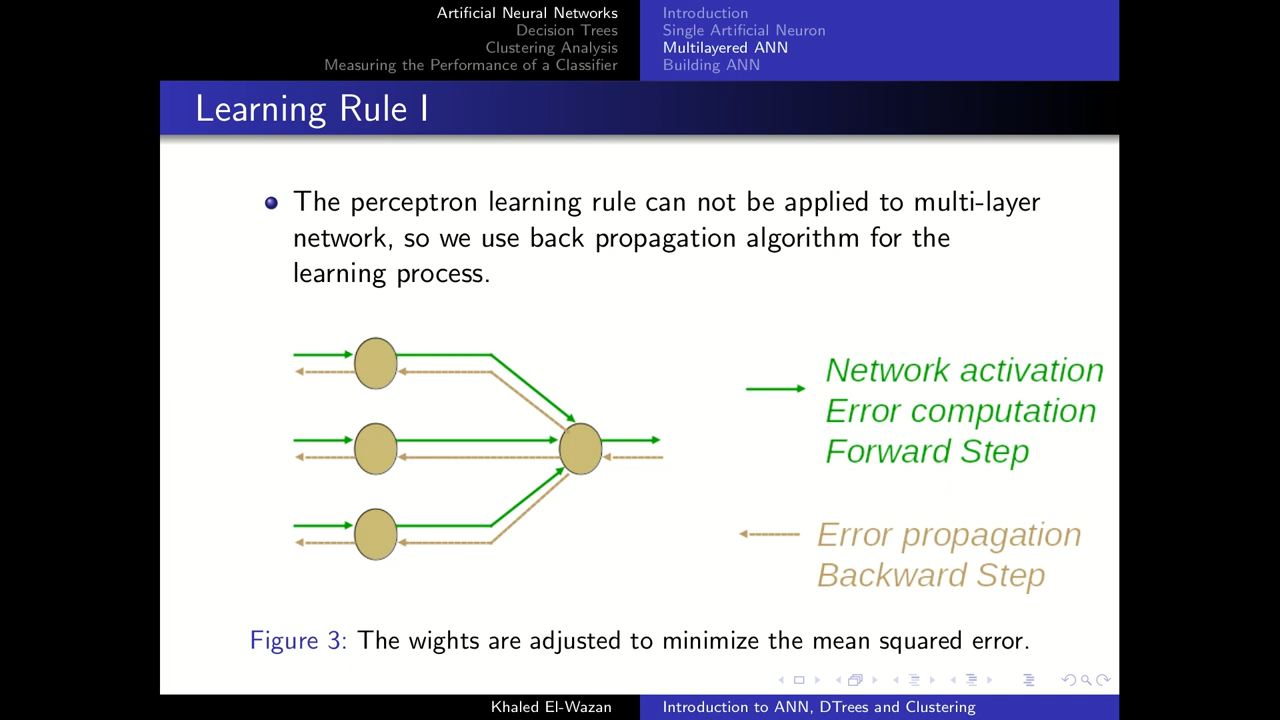 Artificial Neural Networks
Decision Trees
Clustering Analysis
Measuring the Performance of a Classifier
Introduction
Single Artificial Neuron
Multilayered ANN
Building ANN
Learning Rule I
The perceptron learning rule can not be applied to multi-layer
network, so we use back propagation algorithm for the
learning process.
Network activation
Error computation
Forward Step
Error propagation
Backward Step
Figure 3: The wights are adjusted to minimize the mean squared error.
Khaled El-Wazan
Introduction to ANN, DTrees and Clustering